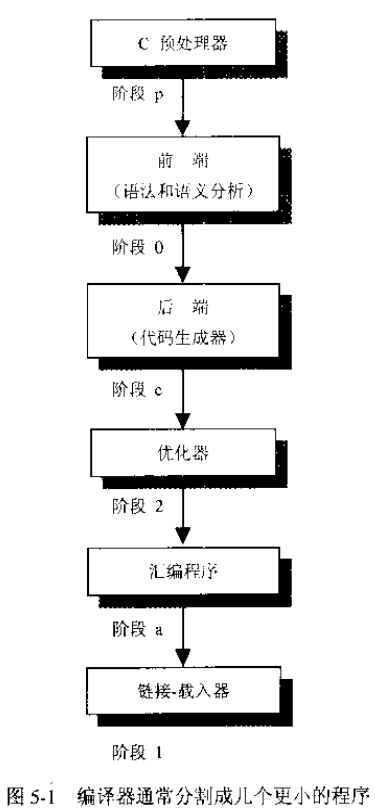 C 预处理器
阶段 p
前 端
(语法和语义分析)
阶段 0
后 端
(代码生成器)
阶段 c
优化器
阶段 2
汇编程序
阶段 a
链接-载入器
阶段 1
图 5-1 编译器通常分割成几个更小的程序